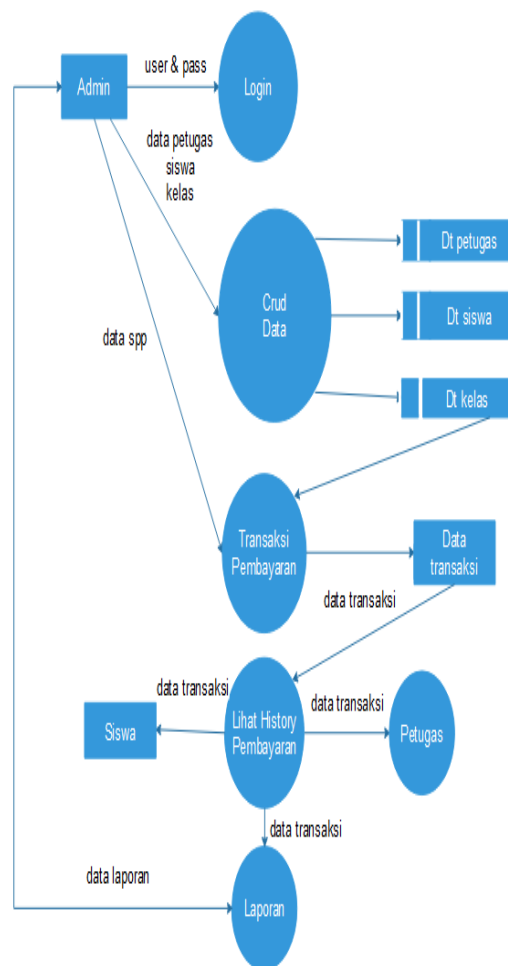 user & pass
Admin
Login
data petugas
siswa
kelas
Dt petugas
Crud
Data
Dt siswa
data spp
Dt kelas
Transaksi
Pembayaran
Data
transaksi
data transaksi
data transaksi
data transaksi
Siswa
Lihat History
Pembayaran
Petugas
data transaksi
data laporan
Laporan